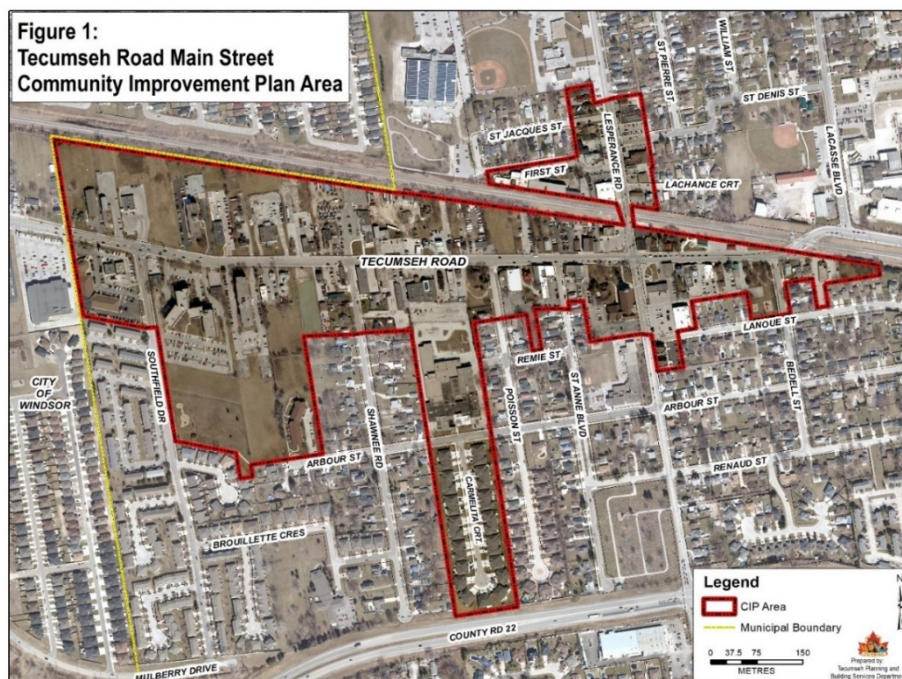 Figure 1:
Tecumseh Road Main Street
Community Improvement Plan Area
WILLIAM ST
ST PIERRE ST
ST DENIS ST
LESPERANCE RD
ST JACQUES ST
LACASSE BLVD
FIRST ST
LACHANCE CRT
TECUMSEH ROAD
LANOUE ST
REMIE ST
BEDELL ST
SOUTHFIELD DR
CITY
OF
WINDSOR
SHAWNEE RD
POISSON ST
ST ANNE BLVD
ARBOUR ST
ARBOUR ST
RENAUD ST
CARMELITA CRT
BROUILLETTE CRES
COUNTY RD 22
MULBERRY DRIVE
Legend
CIP Area
Municipal Boundary
0 37.5 75 150
METRES
N
Prepared by:
Tecumseh Planning and
Building Services Department